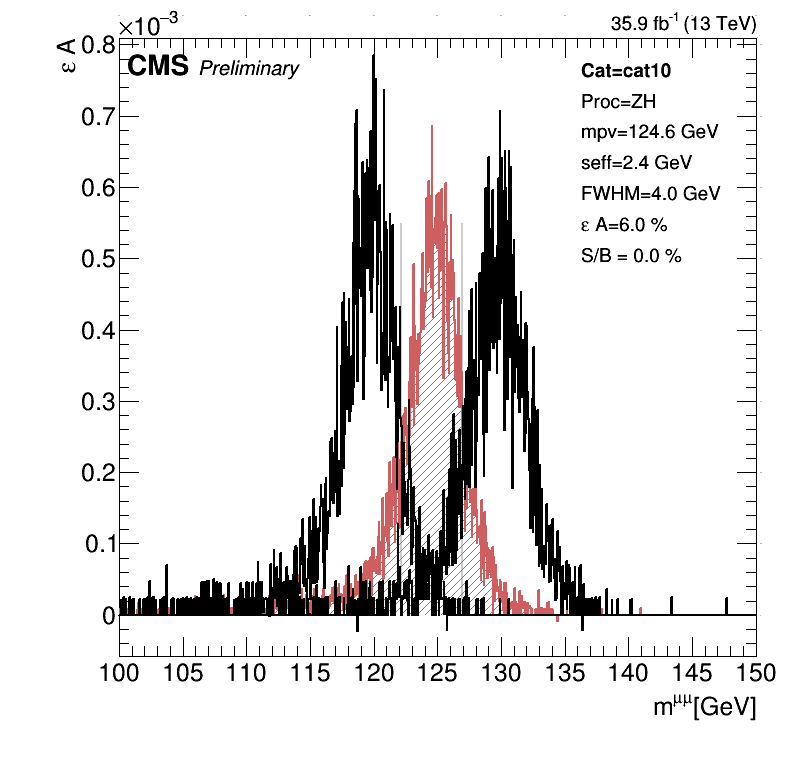 ×10⁻³
35.9 fb⁻¹ (13 TeV)
ε A
CMS Preliminary
Cat=cat10
Proc=ZH
mpv=124.6 GeV
seff=2.4 GeV
FWHM=4.0 GeV
ε A=6.0 %
S/B = 0.0 %
0.8
0.7
0.6
0.5
0.4
0.3
0.2
0.1
0
100 105 110 115 120 125 130 135 140 145 150
m^μμ[GeV]